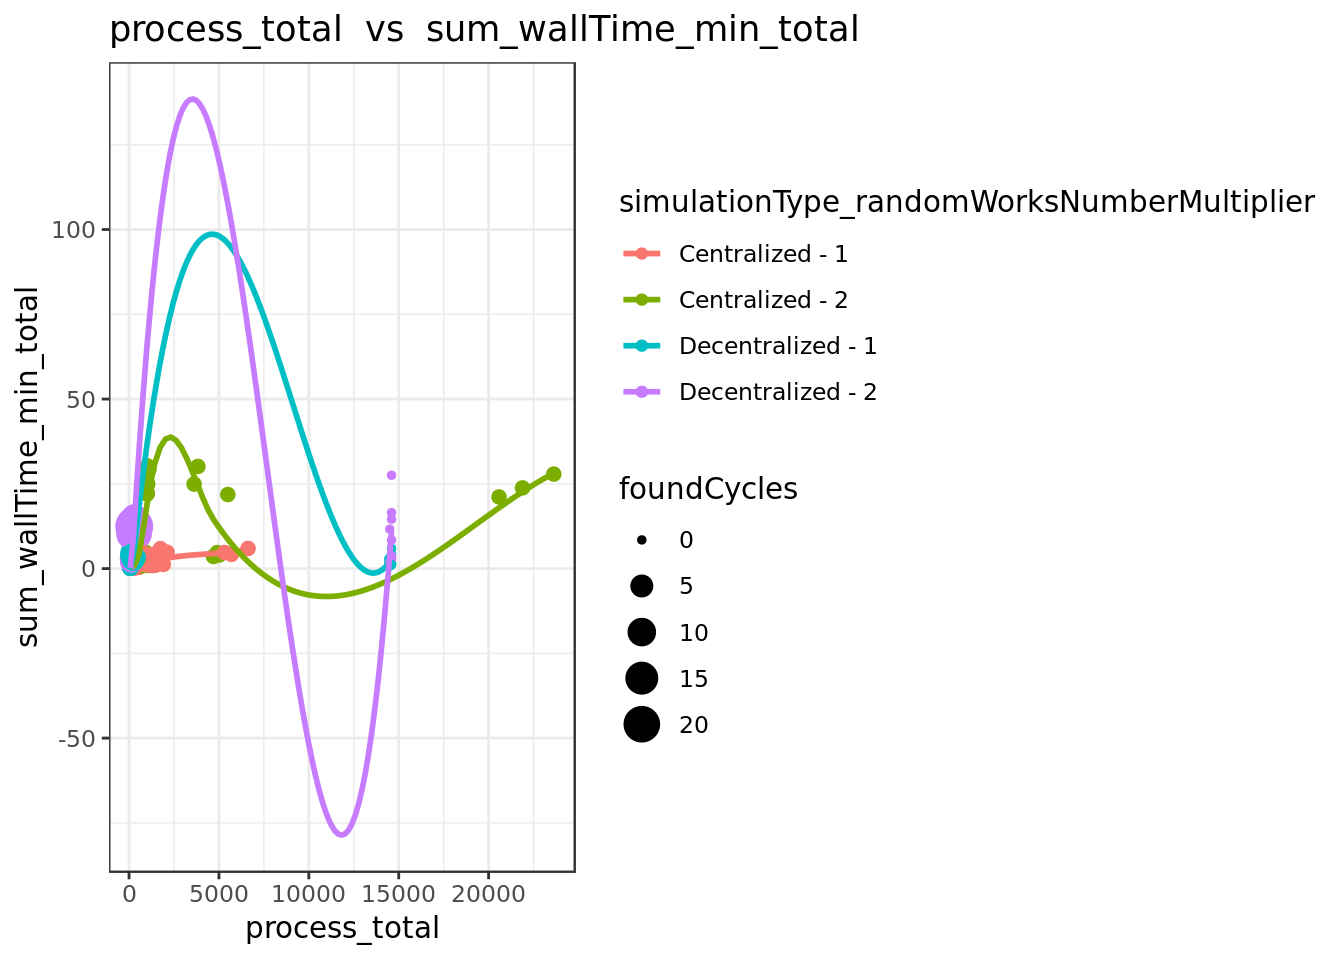 process_total  vs  sum_wallTime_min_total
sum_wallTime_min_total
100
50
0
-50
0 5000 10000 15000 20000
process_total
simulationType_randomWorksNumberMultiplier
Centralized - 1
Centralized - 2
Decentralized - 1
Decentralized - 2
foundCycles
0
5
10
15
20